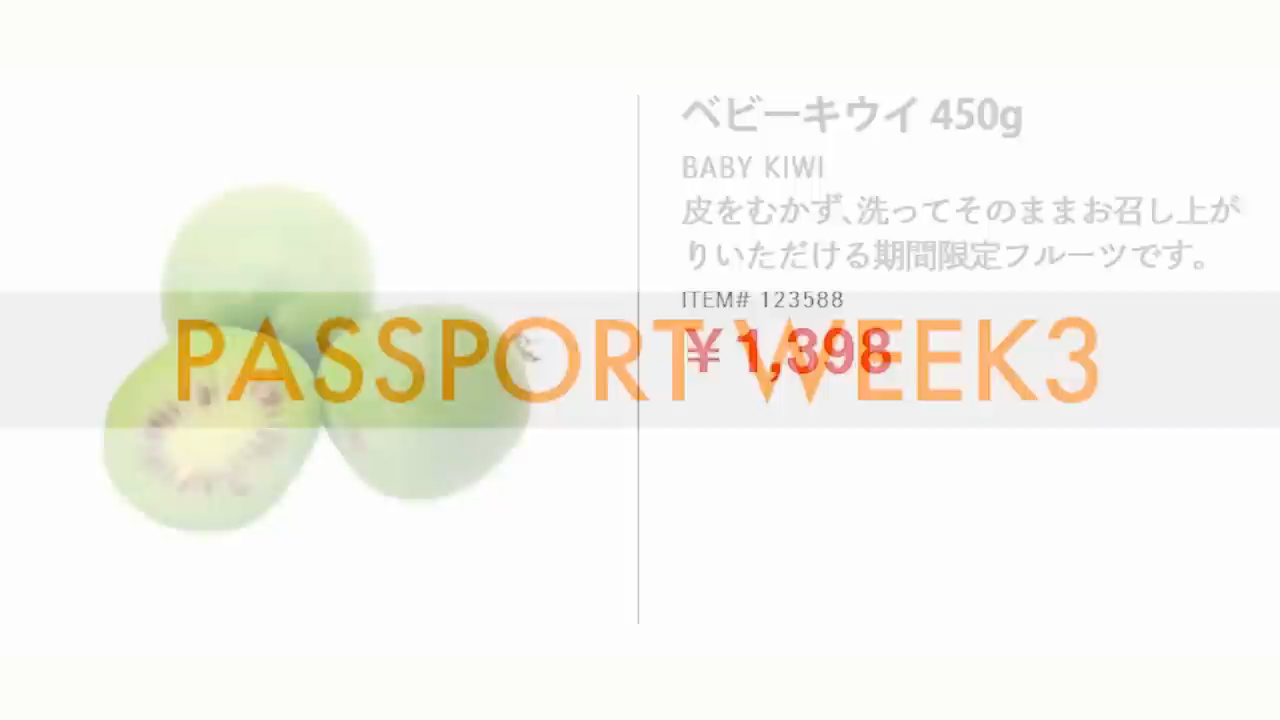 ベビーキウイ 450g
BABY KIWI
皮をむかず、洗ってそのままお召し上が
りいただける期間限定フルーツです。
ITEM# 123588
¥ 1,398
PASSPORT WEEK3